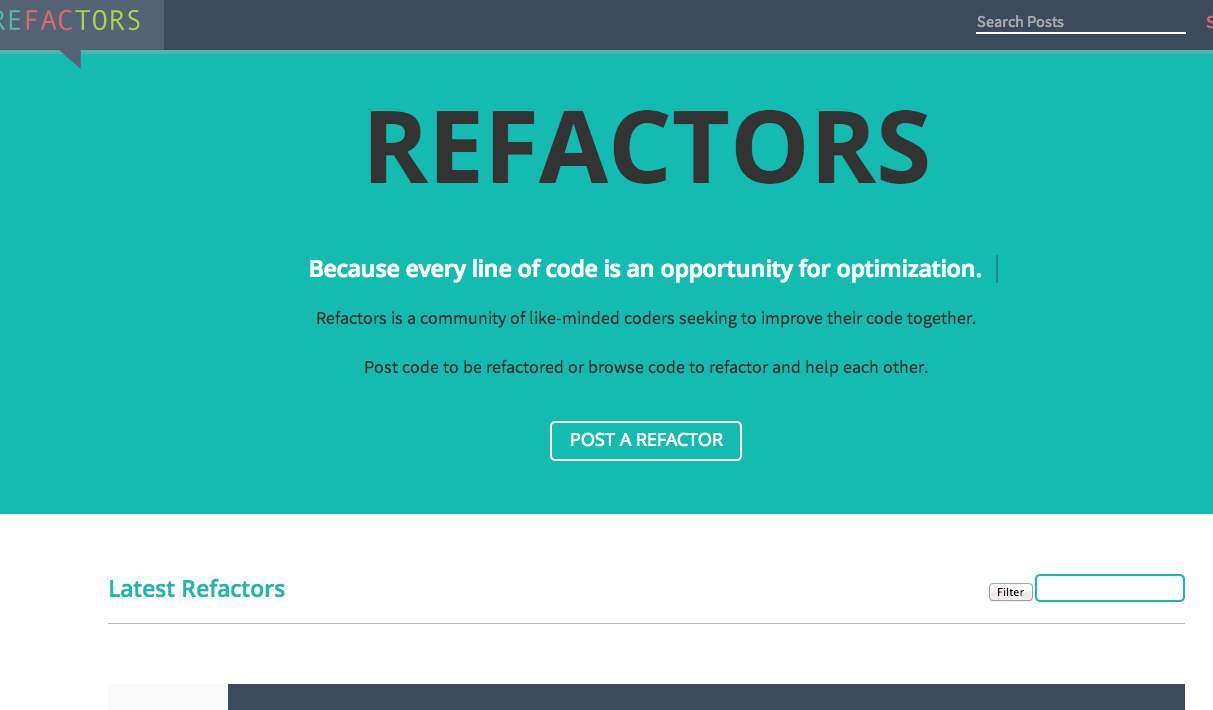 REFACTORS
Search Posts
REFACTORS
Because every line of code is an opportunity for optimization.
Refactors is a community of like-minded coders seeking to improve their code together.
Post code to be refactored or browse code to refactor and help each other.
POST A REFACTOR
Latest Refactors
Filter